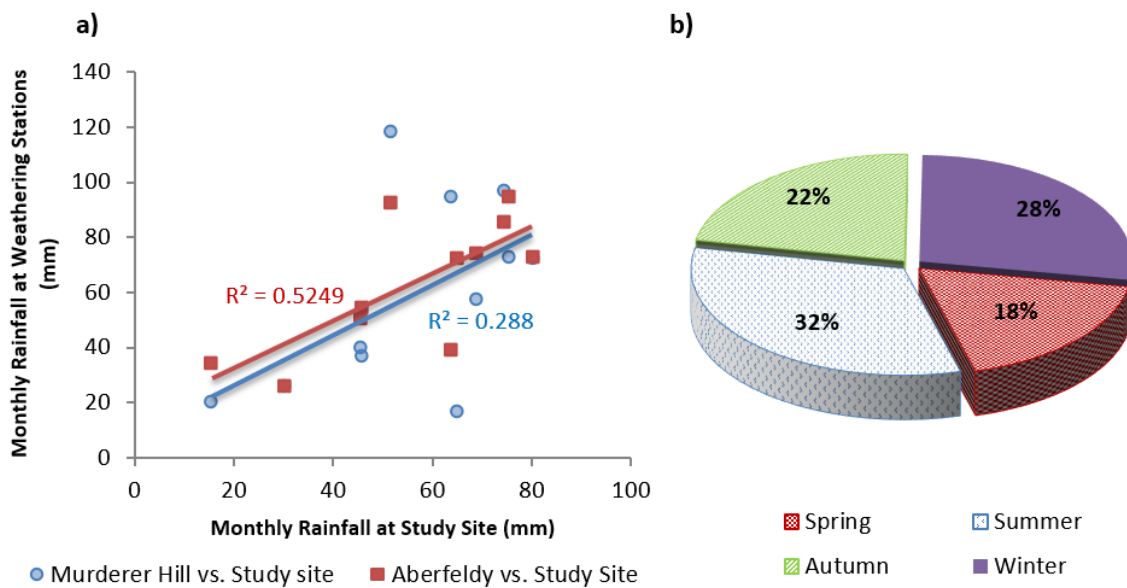 a)
Monthly Rainfall at Weathering Stations
(mm)
140
120
100
80
60
40
20
0
R² = 0.5249
R² = 0.288
0 20 40 60 80 100
Monthly Rainfall at Study Site (mm)
Murderer Hill vs. Study site Aberfeldy vs. Study Site
b)
22%
28%
32%
18%
Spring Summer
Autumn Winter